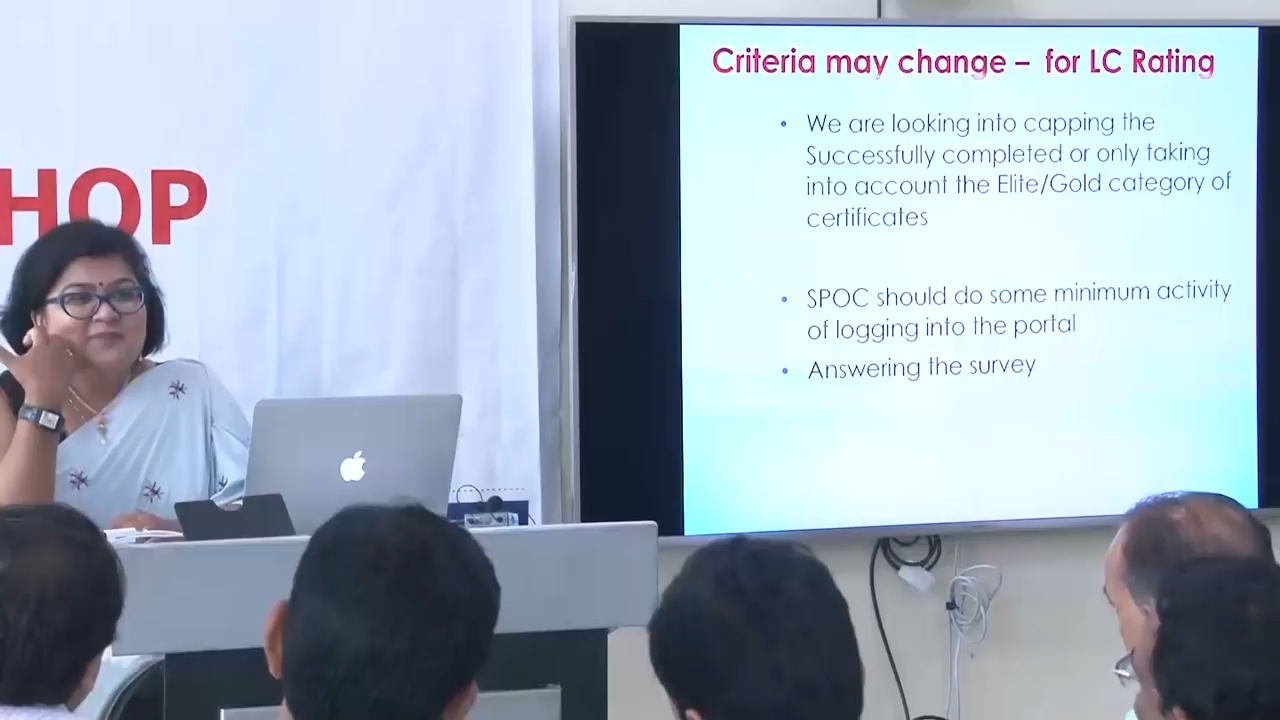 HOP
Criteria may change – for LC Rating
• We are looking into capping the
Successfully completed or only taking
into account the Elite/Gold category of
certificates
• SPOC should do some minimum activity
of logging into the portal
• Answering the survey